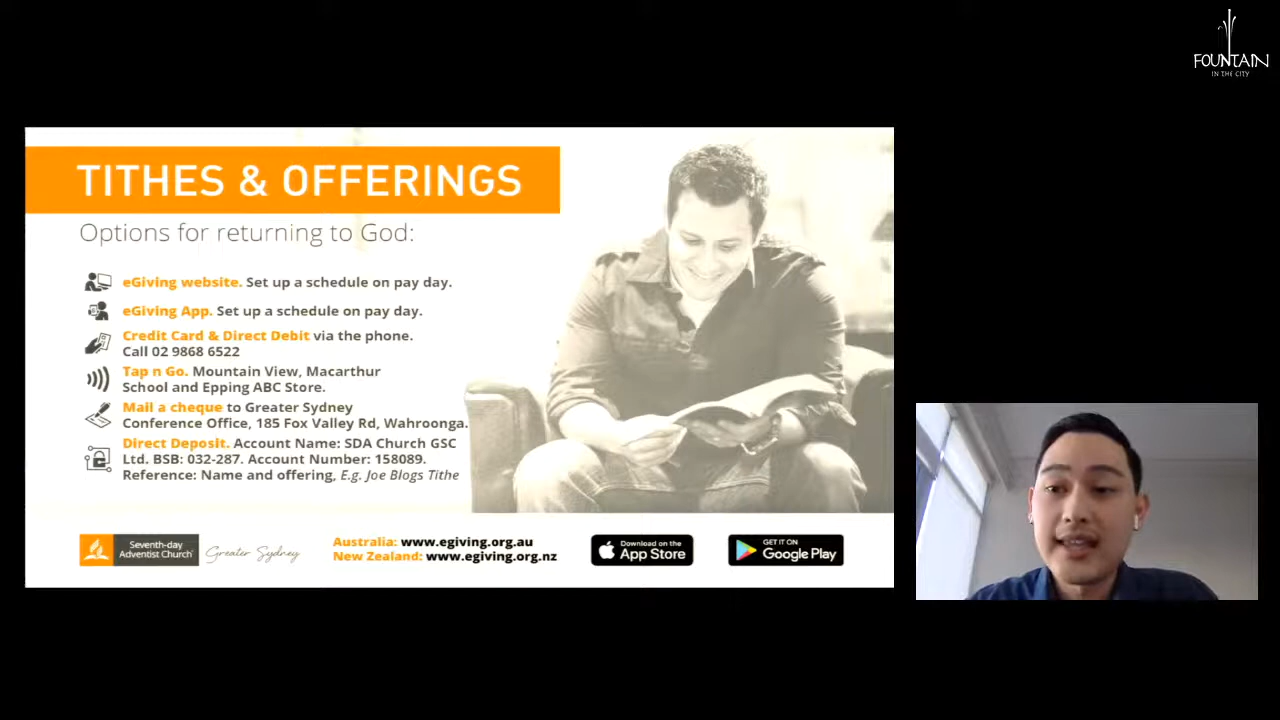 FOUNTAIN
IN THE CITY
TITHES & OFFERINGS
Options for returning to God:
eGiving website. Set up a schedule on pay day.
eGiving App. Set up a schedule on pay day.
Credit Card & Direct Debit via the phone.
Call 02 9868 6522
Tap n Go. Mountain View, Macarthur
School and Epping ABC Store.
Mail a cheque to Greater Sydney
Conference Office, 185 Fox Valley Rd, Wahroonga.
Direct Deposit. Account Name: SDA Church GSC
Ltd. BSB: 032-287. Account Number: 158089.
Reference: Name and offering, E.g. Joe Blogs Tithe
Seventh-day
Adventist Church
Greater Sydney
Australia: www.egiving.org.au
New Zealand: www.egiving.org.nz
Download on the
App Store
GET IT ON
Google Play